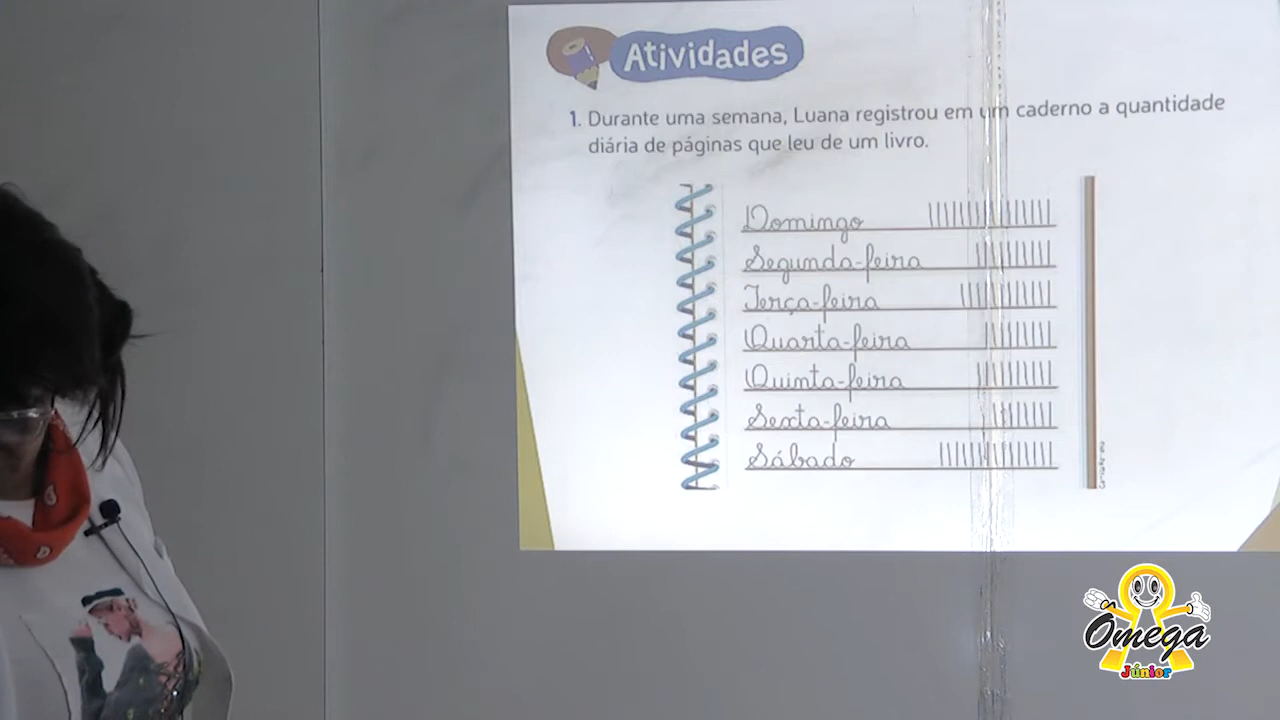 Atividades
1. Durante uma semana, Luana registrou em um caderno a quantidade
diária de páginas que leu de um livro.
Domingo
Segunda-feira
Terça-feira
Quarta-feira
Quinta-feira
Sexta-feira
Sábado
Ômega
Júnior